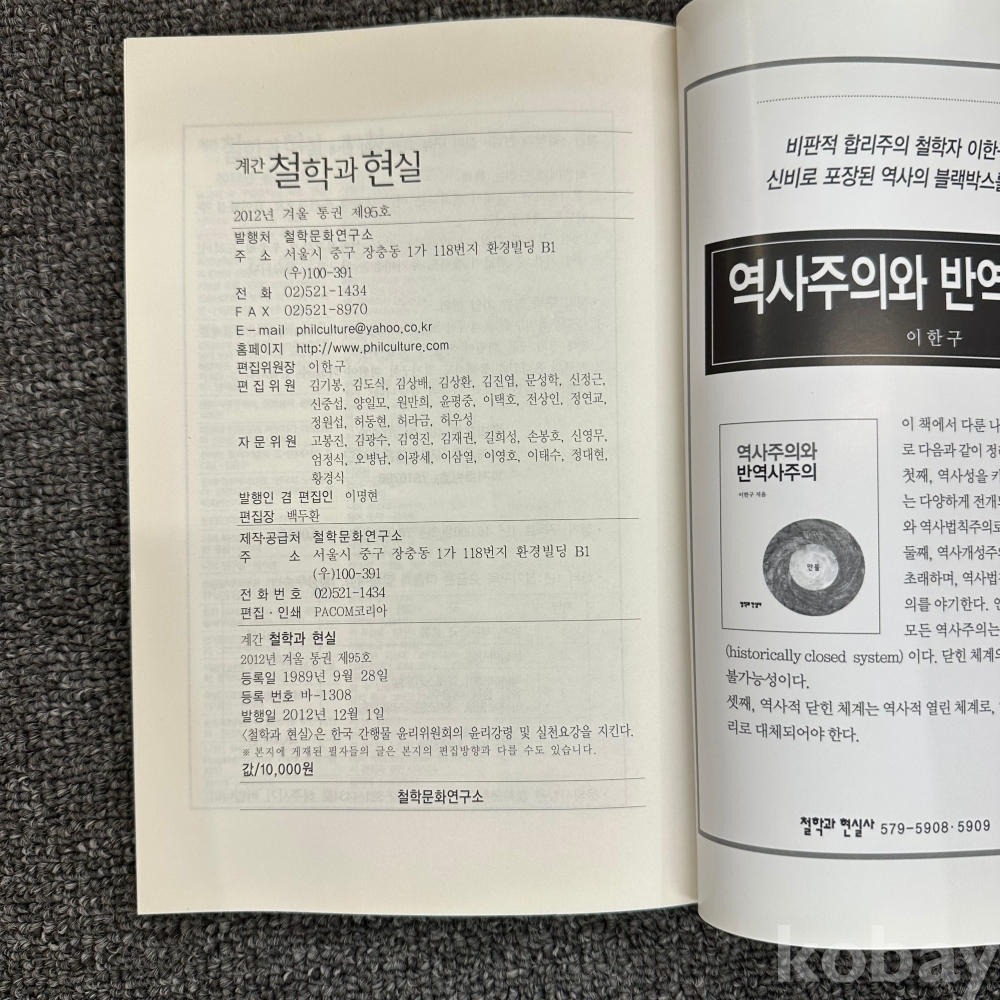 계간 철학과 현실
2012년 겨울 통권 제95호
발행처 철학문화연구소
주 소 서울시 중구 장충동 1가 118번지 환경빌딩 B1
(우)100-391
전 화 02)521-1434
F A X 02)521-8970
E-mail philculture@yahoo.co.kr
홈페이지 http://www.philculture.com
편집위원장 이한구
편 집 위 원 김기봉, 김도식, 김상배, 김상환, 김진엽, 문성학, 신정근,
신중섭, 양일모, 원만희, 윤평중, 이택호, 전상인, 정연교,
정원섭, 허동현, 허라금, 허우성
자 문 위 원 고봉진, 김광수, 김영진, 김재권, 길희성, 손봉호, 신영무,
엄정식, 오병남, 이광세, 이삼열, 이영호, 이태수, 정대현,
황경식
발행인 겸 편집인 이명현
편집장 백두환
제작공급처 철학문화연구소
주 소 서울시 중구 장충동 1가 118번지 환경빌딩 B1
(우)100-391
전 화 번 호 02)521-1434
편집·인쇄 PACOM코리아
계간 철학과 현실
2012년 겨울 통권 제95호
등록일 1989년 9월 28일
등록 번호 바-1308
발행일 2012년 12월 1일
〈철학과 현실〉은 한국 간행물 윤리위원회의 윤리강령 및 실천요강을 지킨다.
※ 본지에 게재된 필자들의 글은 본지의 편집방향과 다를 수도 있습니다.
값/10,000원
철학문화연구소
비판적 합리주의 철학자 이한
신비로 포장된 역사의 블랙박스를
역사주의와 반역
이한구
역사주의와
반역사주의
이한구 지음
만물
이 책에서 다룬 나
로 다음과 같이 정리
첫째, 역사성을 키
는 다양하게 전개되
와 역사법칙주의로
둘째, 역사개성주의
초래하며, 역사법칙
의를 야기한다.
모든 역사주의는
(historically closed system) 이다. 닫힌 체계의
불가능성이다.
셋째, 역사적 닫힌 체계는 역사적 열린 체계로,
리로 대체되어야 한다.
철학과 현실사 579-5908·5909
kobay